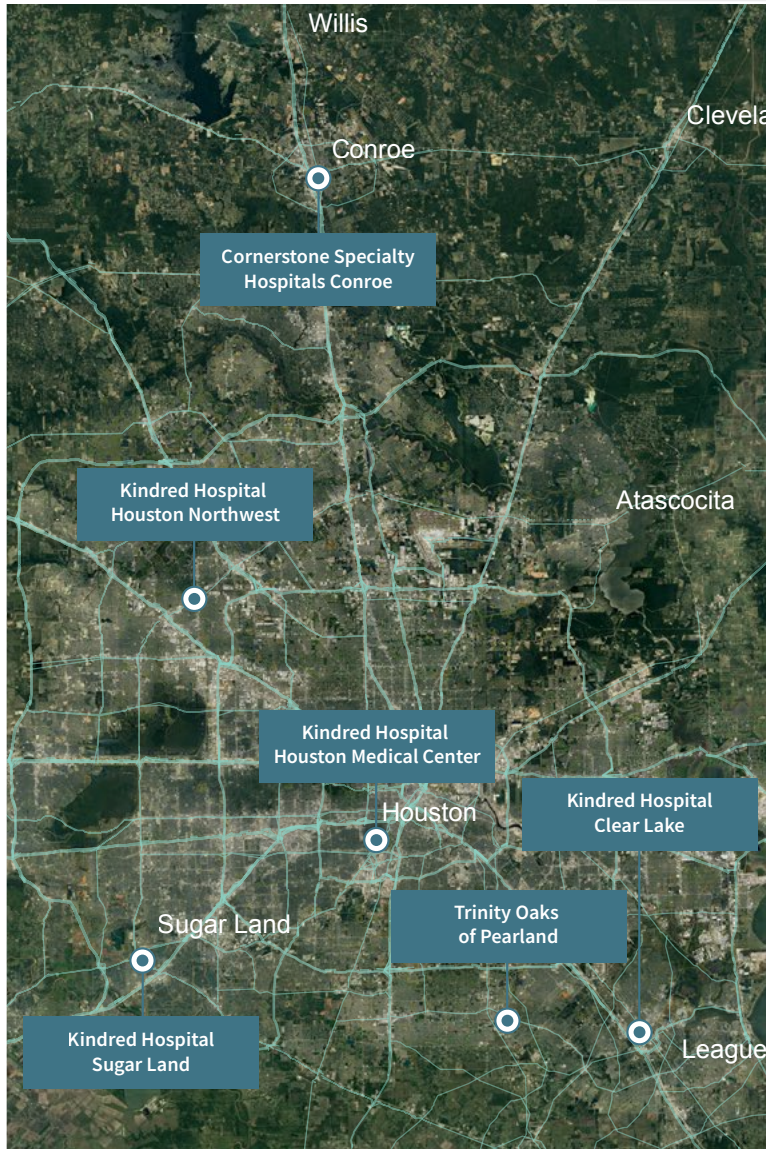 Willis
Clevela
Conroe
Cornerstone Specialty
Hospitals Conroe
Kindred Hospital
Houston Northwest
Atascocita
Kindred Hospital
Houston Medical Center
Houston
Kindred Hospital
Clear Lake
Trinity Oaks
of Pearland
Sugar Land
Kindred Hospital
Sugar Land
League